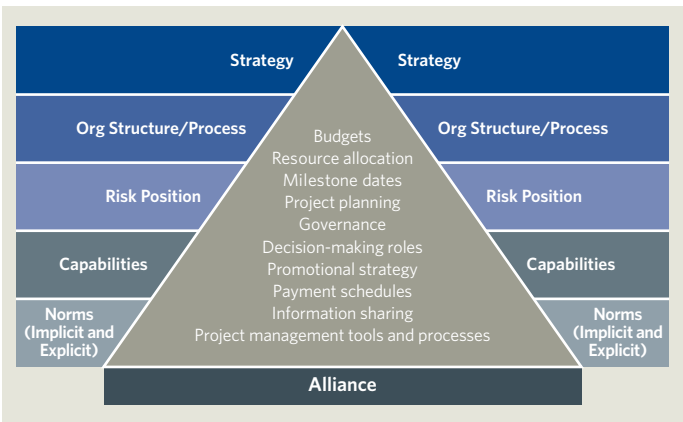 Strategy
Org Structure/Process
Risk Position
Capabilities
Norms
(Implicit and
Explicit)
Budgets
Resource allocation
Milestone dates
Project planning
Governance
Decision-making roles
Promotional strategy
Payment schedules
Information sharing
Project management tools and processes
Strategy
Org Structure/Process
Risk Position
Capabilities
Norms
(Implicit and
Explicit)
Alliance